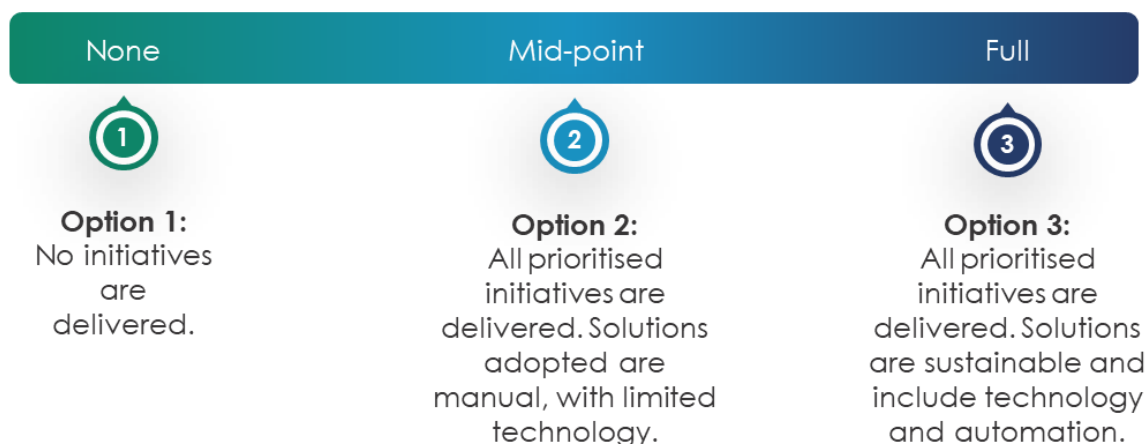 None
Mid-point
Full
1
2
3
Option 1:
No initiatives
are
delivered.
Option 2:
All prioritised
initiatives are
delivered. Solutions
adopted are
manual, with limited
technology.
Option 3:
All prioritised
initiatives are
delivered. Solutions
are sustainable and
include technology
and automation.